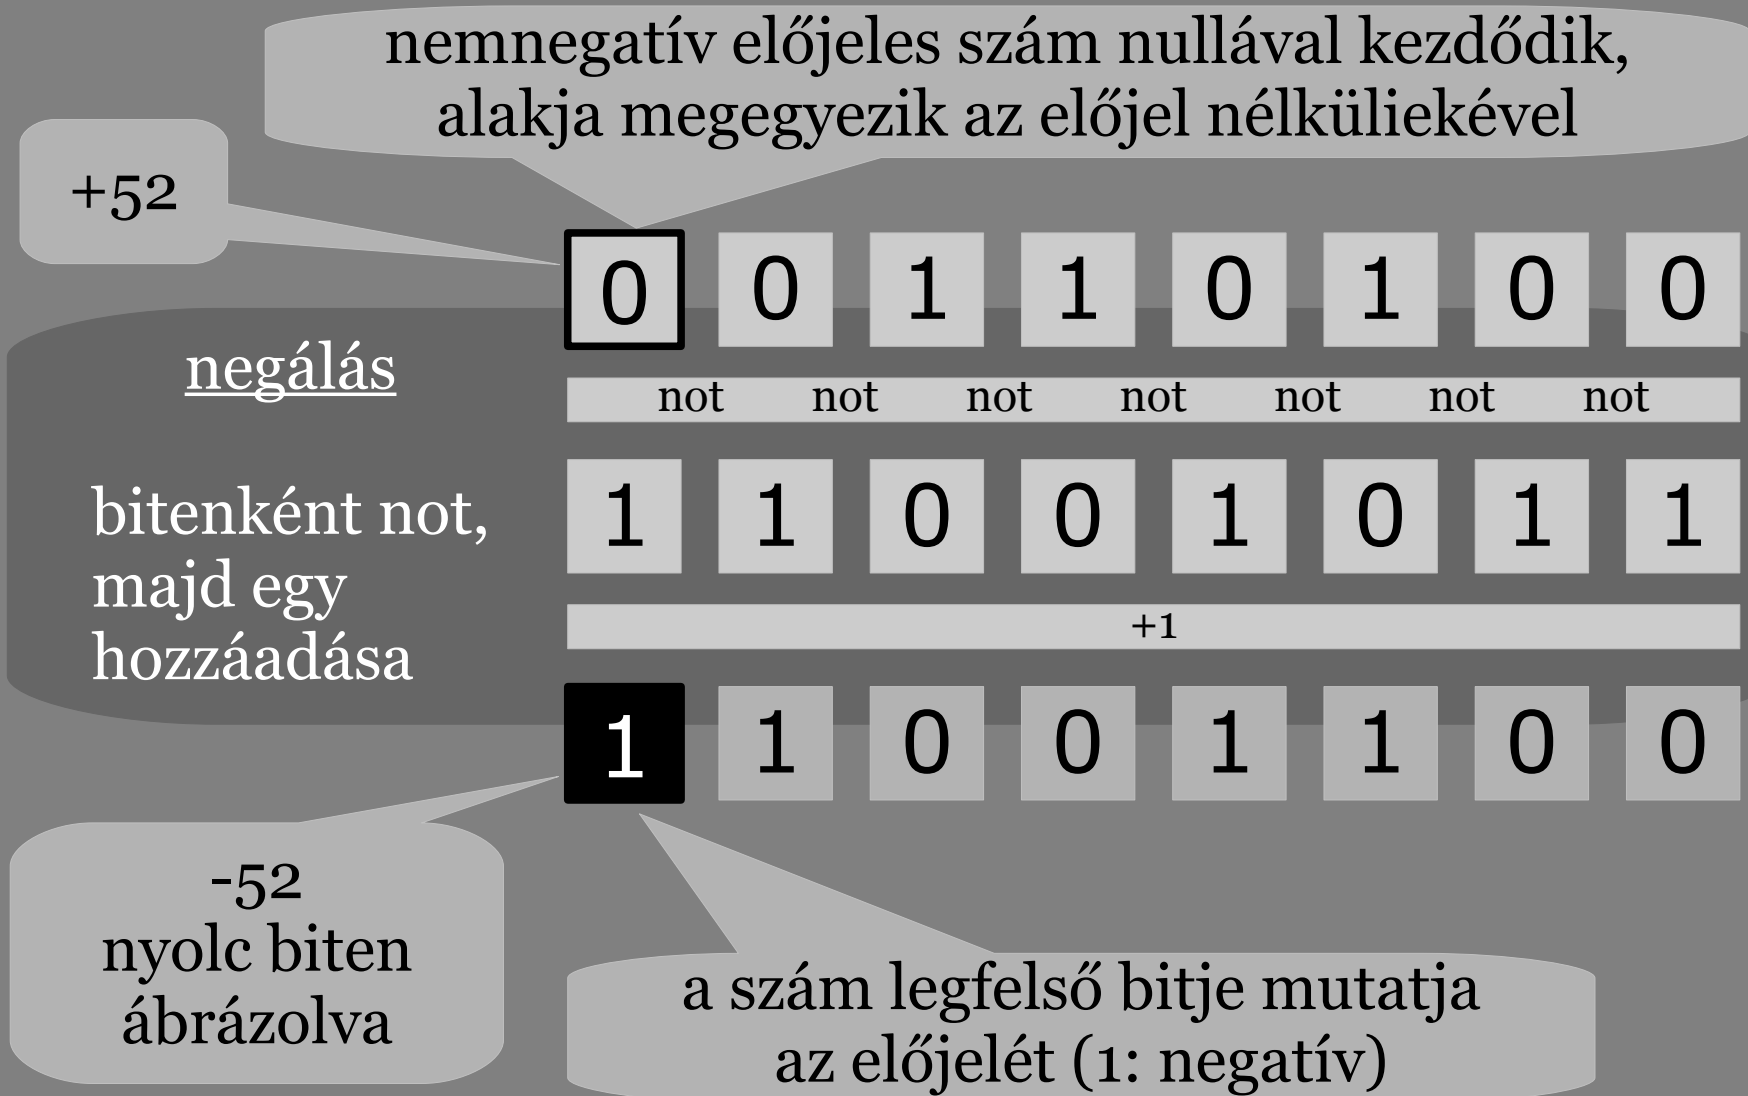 nemnegatív előjeles szám nullával kezdődik,
alakja megegyezik az előjel nélküliekével
+52
0 0 1 1 0 1 0 0
negálás
not not not not not not not
bitenként not,
majd egy
hozzáadása
1 1 0 0 1 0 1 1
+1
1 1 0 0 1 1 0 0
-52
nyolc biten
ábrázolva
a szám legfelső bitje mutatja
az előjelét (1: negatív)